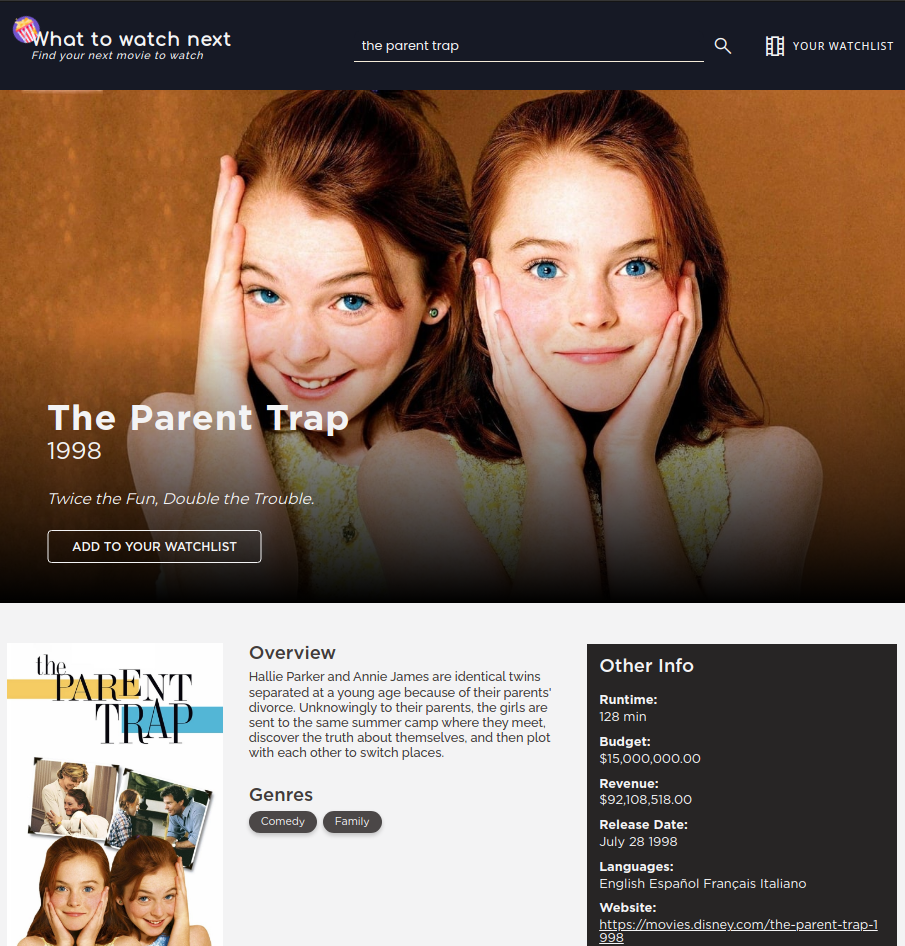 What to watch next
Find your next movie to watch
the parent trap
YOUR WATCHLIST
The Parent Trap
1998
Twice the Fun, Double the Trouble.
ADD TO YOUR WATCHLIST
the
PARENT
TRAP
Overview
Hallie Parker and Annie James are identical twins
separated at a young age because of their parents'
divorce. Unknowingly to their parents, the girls are
sent to the same summer camp where they meet,
discover the truth about themselves, and then plot
with each other to switch places.
Genres
Comedy Family
Other Info
Runtime:
128 min
Budget:
$15,000,000.00
Revenue:
$92,108,518.00
Release Date:
July 28 1998
Languages:
English Español Français Italiano
Website:
https://movies.disney.com/the-parent-trap-1
998